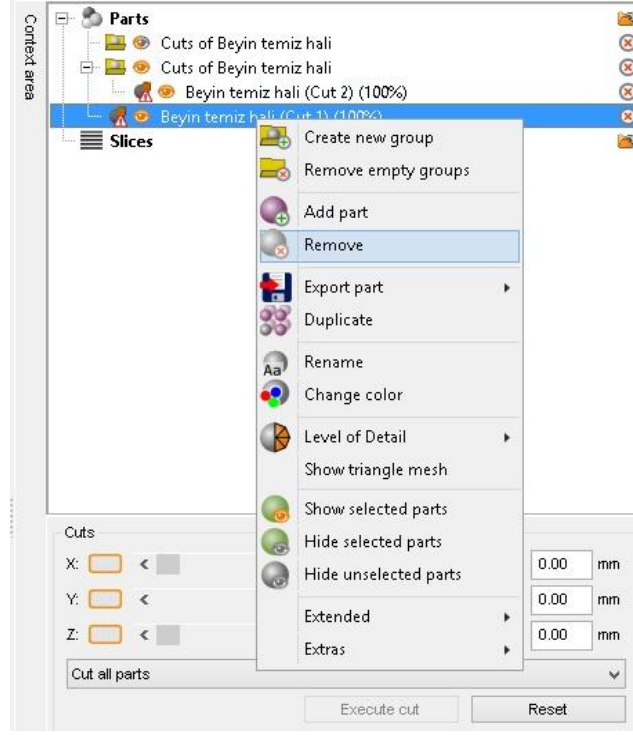 Context area
Parts
Cuts of Beyin temiz hali
Cuts of Beyin temiz hali
Beyin temiz hali (Cut 2) (100%)
Beyin temiz hali (Cut 1) (100%)
Slices
Create new group
Remove empty groups
Add part
Remove
Export part
Duplicate
Aa
Rename
Change color
Level of Detail
Show triangle mesh
Show selected parts
Hide selected parts
Hide unselected parts
Extended
Extras
Cuts
X: < 0.00 mm
Y: < 0.00 mm
Z: < 0.00 mm
Cut all parts
Execute cut Reset